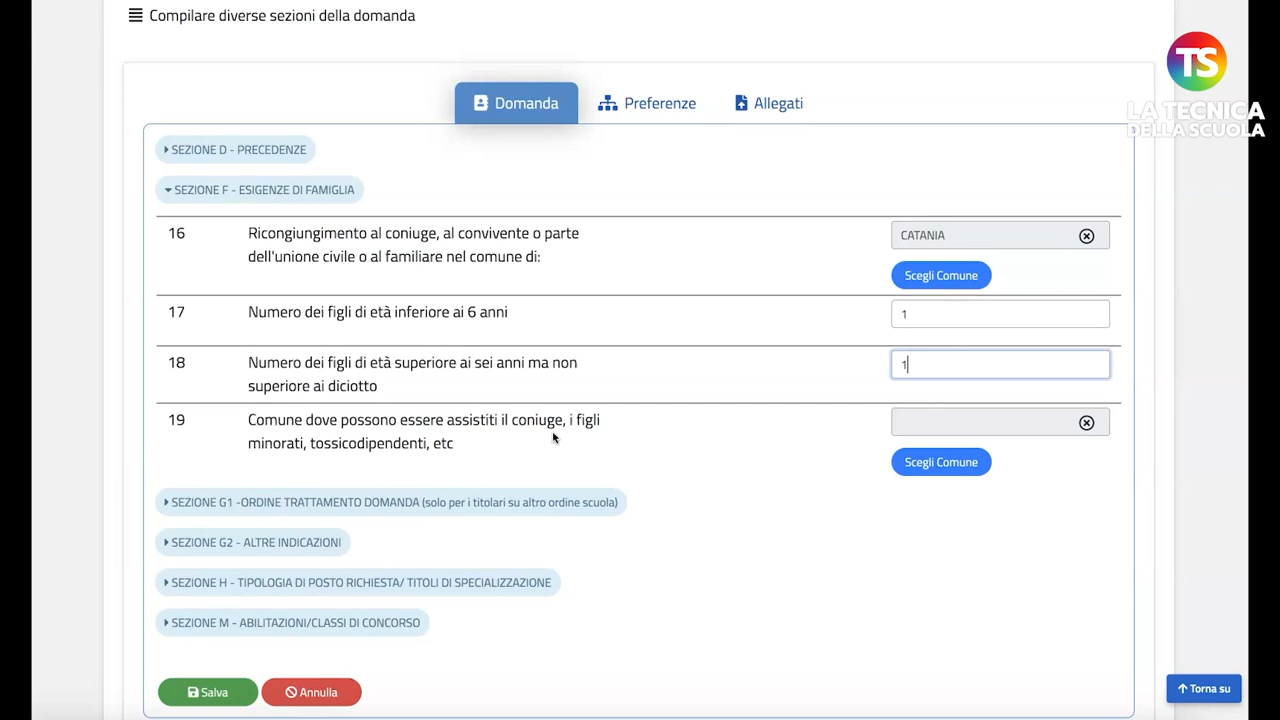 Compilare diverse sezioni della domanda
TS
LA TECNICA
DELLA SCUOLA
Domanda
Preferenze
Allegati
SEZIONE D - PRECEDENZE
SEZIONE F - ESIGENZE DI FAMIGLIA
16
Ricongiungimento al coniuge, al convivente o parte
dell'unione civile o al familiare nel comune di:
CATANIA
Scegli Comune
17
Numero dei figli di età inferiore ai 6 anni
1
18
Numero dei figli di età superiore ai sei anni ma non
superiore ai diciotto
1
19
Comune dove possono essere assistiti il coniuge, i figli
minorati, tossicodipendenti, etc
Scegli Comune
SEZIONE G1 -ORDINE TRATTAMENTO DOMANDA (solo per i titolari su altro ordine scuola)
SEZIONE G2 - ALTRE INDICAZIONI
SEZIONE H - TIPOLOGIA DI POSTO RICHIESTA/ TITOLI DI SPECIALIZZAZIONE
SEZIONE M - ABILITAZIONI/CLASSI DI CONCORSO
Salva
Annulla
Torna su